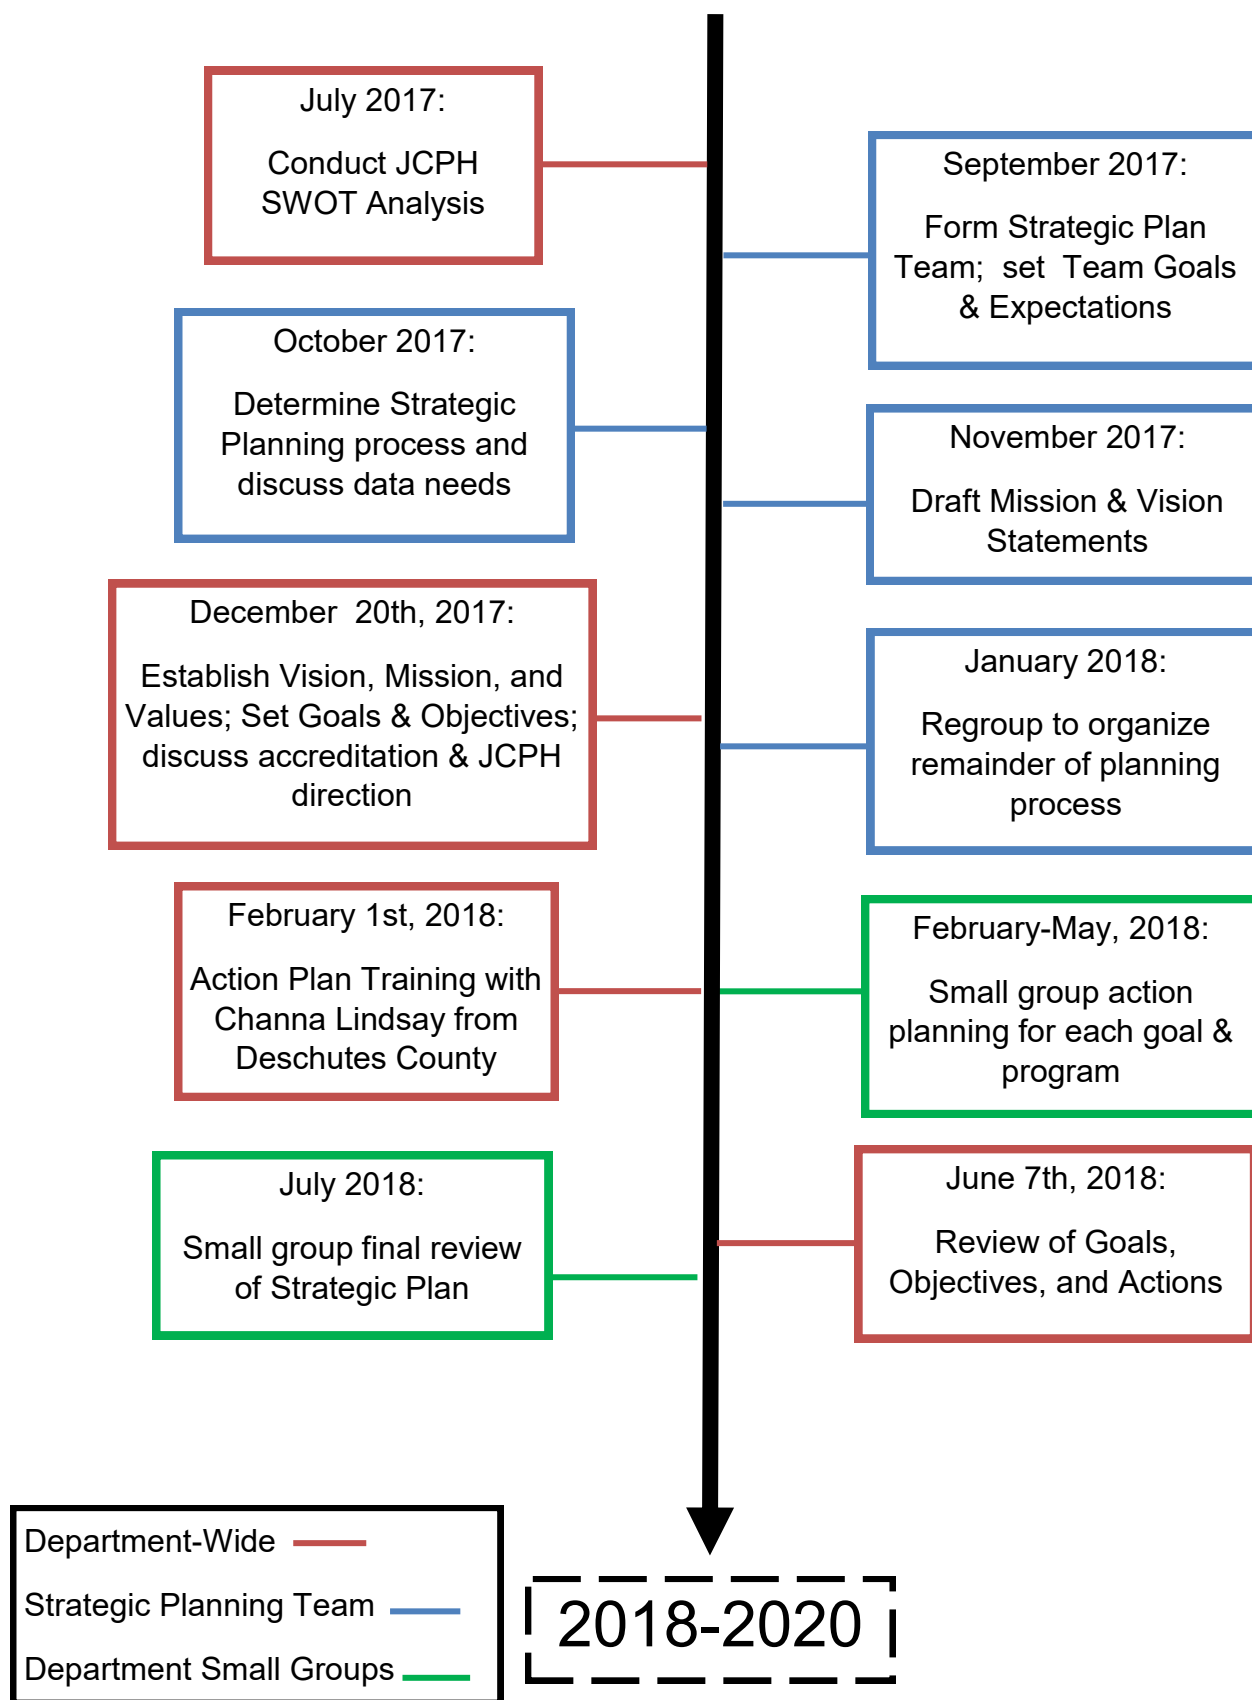 July 2017:
Conduct JCPH
SWOT Analysis
September 2017:
Form Strategic Plan
Team;  set  Team Goals
& Expectations
October 2017:
Determine Strategic
Planning process and
discuss data needs
November 2017:
Draft Mission & Vision
Statements
December  20th, 2017:
Establish Vision, Mission, and
Values; Set Goals & Objectives;
discuss accreditation & JCPH
direction
January 2018:
Regroup to organize
remainder of planning
process
February 1st, 2018:
Action Plan Training with
Channa Lindsay from
Deschutes County
February-May, 2018:
Small group action
planning for each goal &
program
June 7th, 2018:
Review of Goals,
Objectives, and Actions
July 2018:
Small group final review
of Strategic Plan
Department-Wide
Strategic Planning Team
Department Small Groups
2018-2020